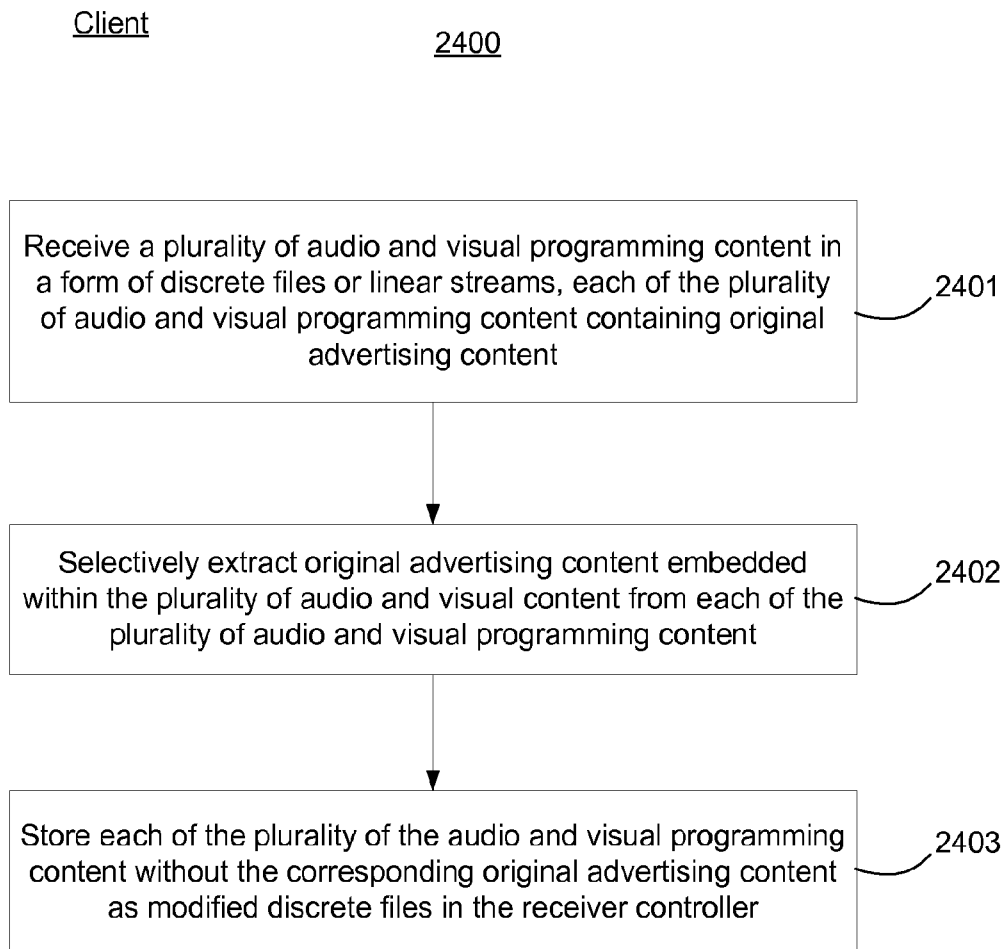 Client
2400
Receive a plurality of audio and visual programming content in
a form of discrete files or linear streams, each of the plurality
of audio and visual programming content containing original
advertising content
2401
Selectively extract original advertising content embedded
within the plurality of audio and visual content from each of the
plurality of audio and visual programming content
2402
Store each of the plurality of the audio and visual programming
content without the corresponding original advertising content
as modified discrete files in the receiver controller
2403